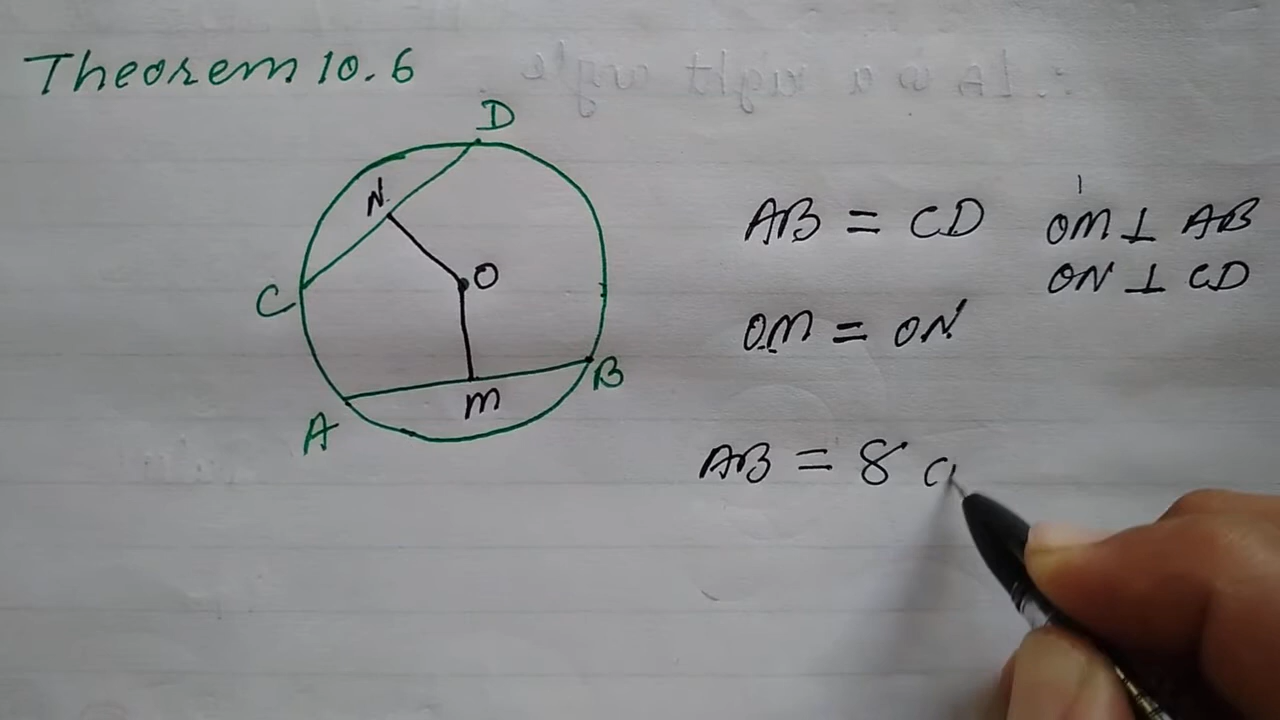 Theorem 10.6
D
N
O
C
B
M
A
AB = CD OM ⊥ AB
ON ⊥ CD
OM = ON
AB = 8 c